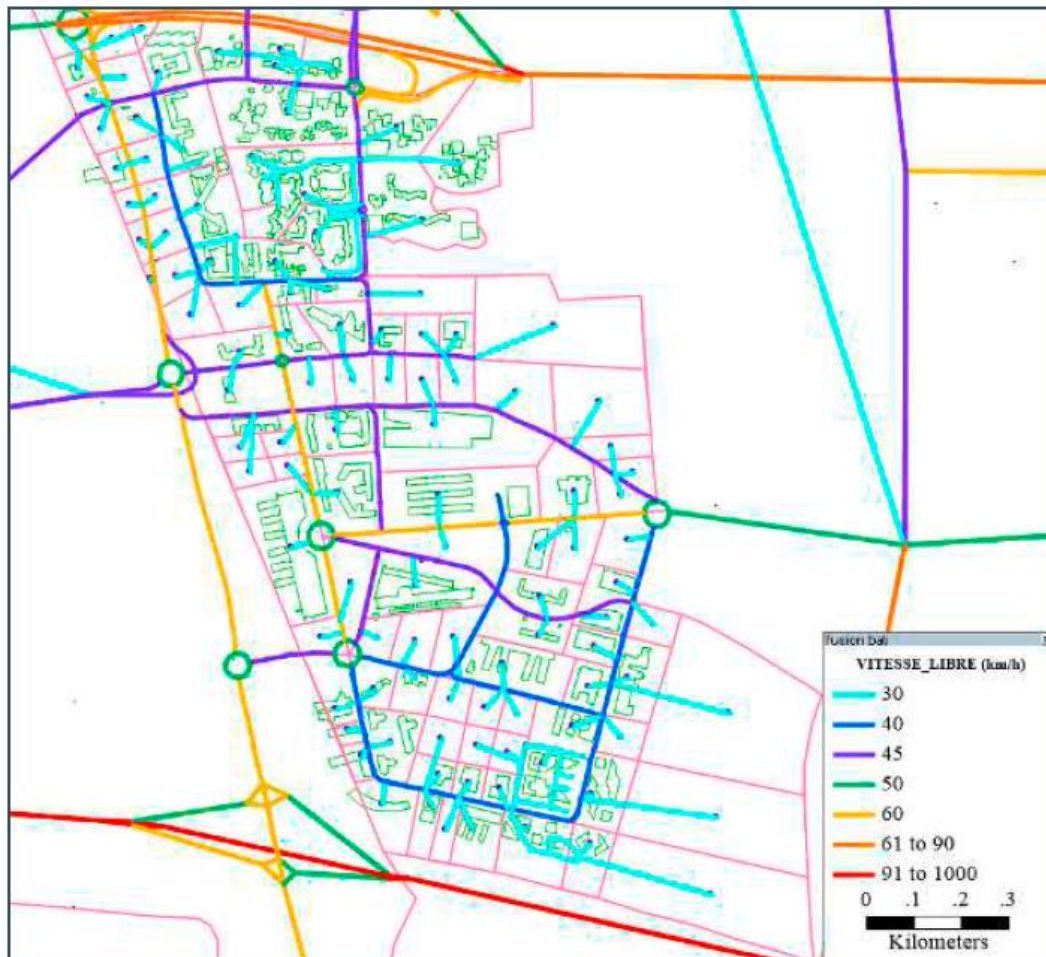 fusion bati
VITESSE_LIBRE (km/h)
30
40
45
50
60
61 to 90
91 to 1000
0 .1 .2 .3
Kilometers